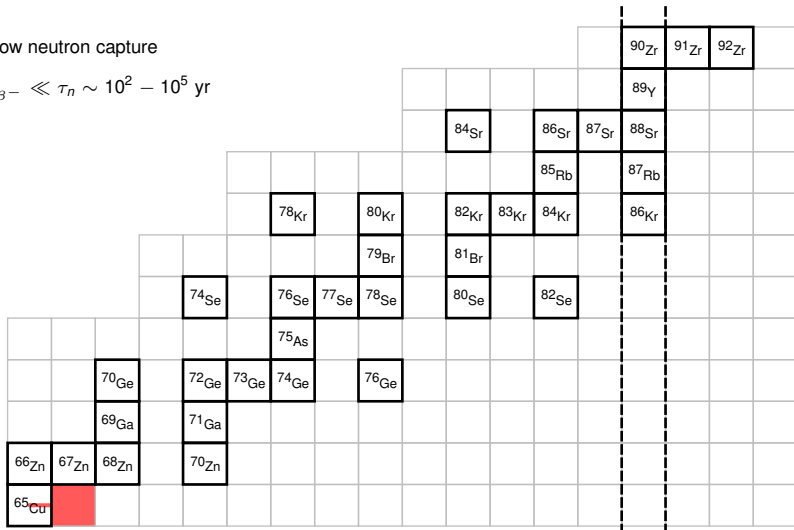 ow neutron capture
β− ≪ τn ∼ 10² − 10⁵ yr
90Zr 91Zr 92Zr
89Y
84Sr 86Sr 87Sr 88Sr
85Rb 87Rb
78Kr 80Kr 82Kr 83Kr 84Kr 86Kr
79Br 81Br
74Se 76Se 77Se 78Se 80Se 82Se
75As
70Ge 72Ge 73Ge 74Ge 76Ge
69Ga 71Ga
66Zn 67Zn 68Zn 70Zn
65Cu